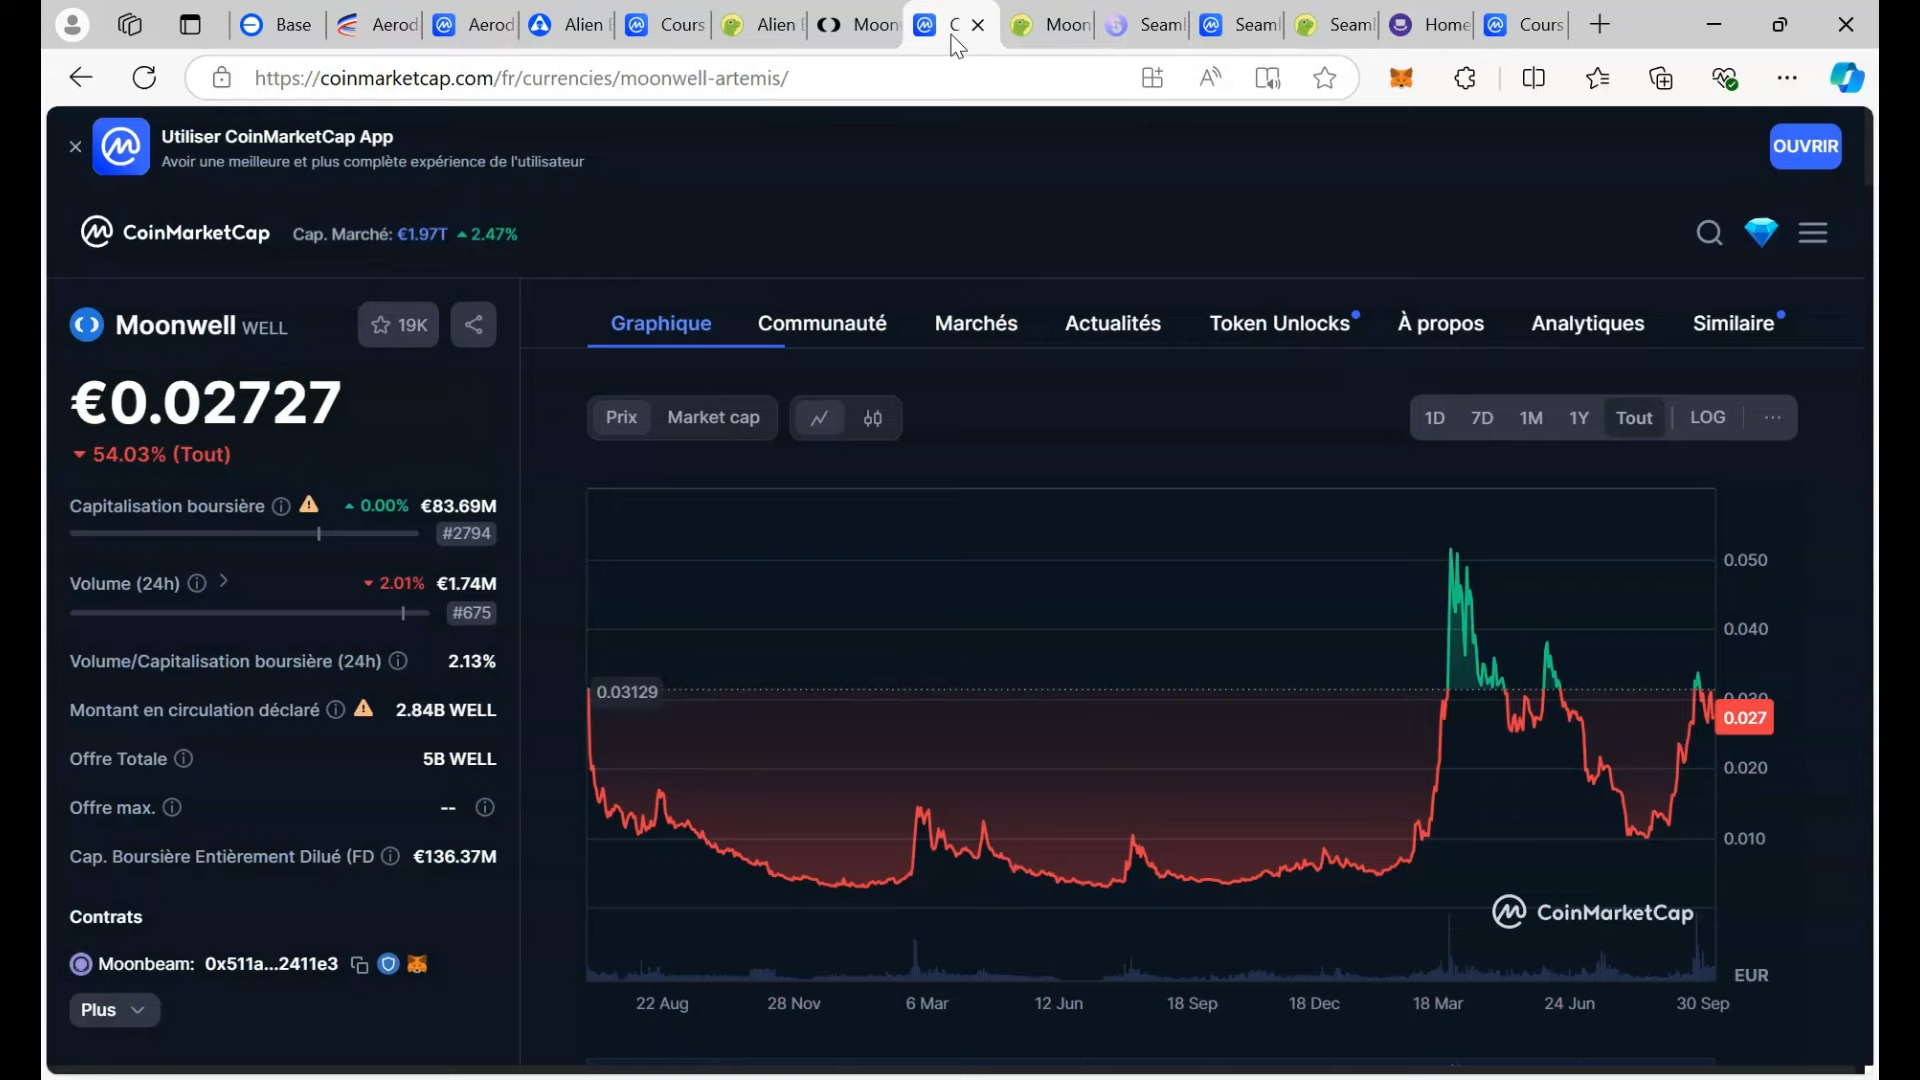 Base
Aerod
Aerod
Alien
Cours
Alien
Moon
C
Moon
Seaml
Seaml
Seaml
Home
Cours
https://coinmarketcap.com/fr/currencies/moonwell-artemis/
Utiliser CoinMarketCap App
Avoir une meilleure et plus complète expérience de l'utilisateur
OUVRIR
CoinMarketCap
Cap. Marché: €1.97T 2.47%
Moonwell WELL
19K
€0.02727
54.03% (Tout)
Capitalisation boursière 0.00% €83.69M
#2794
Volume (24h) 2.01% €1.74M
#675
Volume/Capitalisation boursière (24h) 2.13%
Montant en circulation déclaré 2.84B WELL
Offre Totale 5B WELL
Offre max. --
Cap. Boursière Entièrement Dilué (FD €136.37M
Contrats
Moonbeam: 0x511a...2411e3
Plus
Graphique Communauté Marchés Actualités Token Unlocks À propos Analytiques Similaire
Prix Market cap
1D 7D 1M 1Y Tout LOG ...
0.050
0.040
0.03129
0.030
0.027
0.020
0.010
CoinMarketCap
EUR
22 Aug 28 Nov 6 Mar 12 Jun 18 Sep 18 Dec 18 Mar 24 Jun 30 Sep